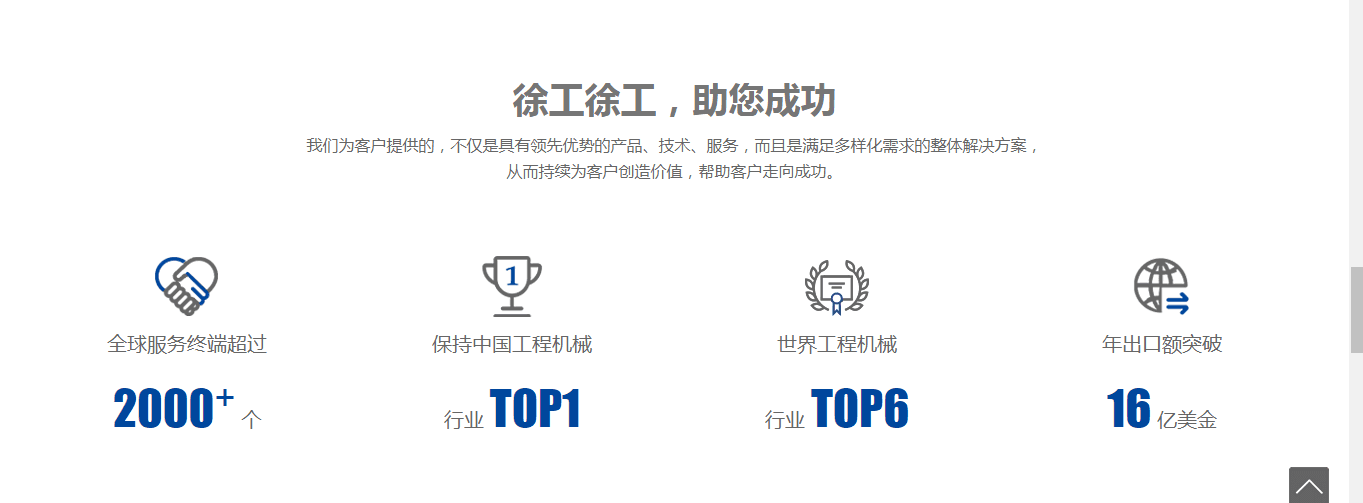 徐工徐工，助您成功
我们为客户提供的，不仅是具有领先优势的产品、技术、服务，而且是满足多样化需求的整体解决方案，
从而持续为客户创造价值，帮助客户走向成功。
1
全球服务终端超过
保持中国工程机械
世界工程机械
年出口额突破
2000+ 个
行业 TOP1
行业 TOP6
16 亿美金